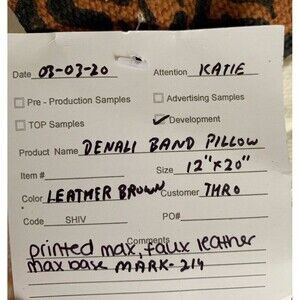 Date 03-03-20 Attention KATIE
Pre - Production Samples Advertising Samples
TOP Samples Development
Product Name DENALI BAND PILLOW
Item # Size 12"x20"
Color LEATHER BROWN Customer THRO
Code SHIV PO#
Comments
printed max, faux leather
max base MARK-214